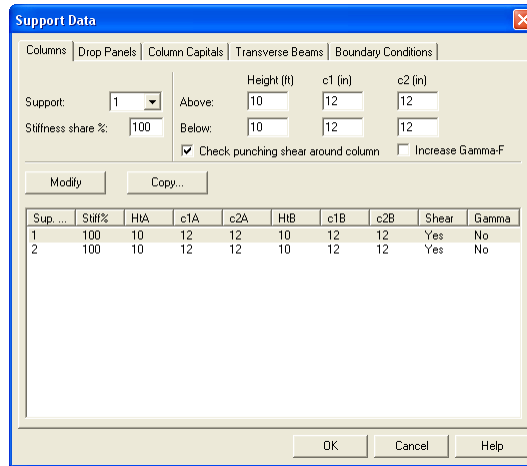 Support Data
Columns Drop Panels Column Capitals Transverse Beams Boundary Conditions
Height (ft) c1 (in) c2 (in)
Support: 1 Above: 10 12 12
Stiffness share %: 100 Below: 10 12 12
Check punching shear around column Increase Gamma-F
Modify Copy...
Sup. ... Stiff% HtA c1A c2A HtB c1B c2B Shear Gamma
1 100 10 12 12 10 12 12 Yes No
2 100 10 12 12 10 12 12 Yes No
OK Cancel Help